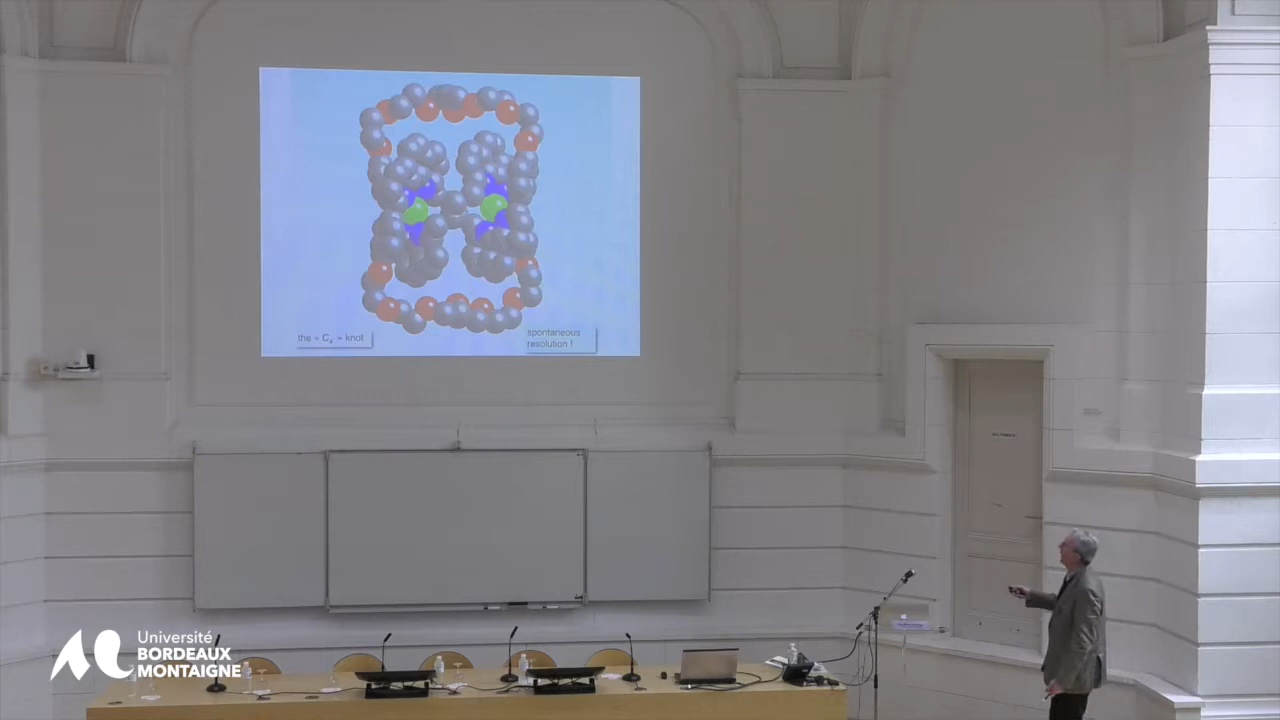 the « C₂ » knot
spontaneous
resolution !
Université
BORDEAUX
MONTAIGNE